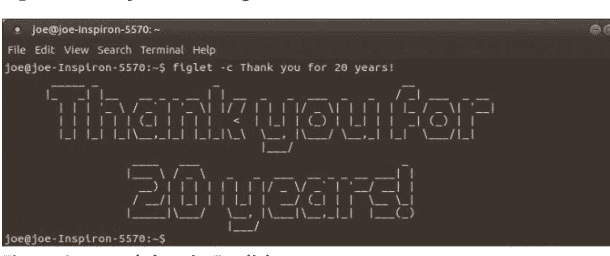 joe@joe-Inspiron-5570: ~
File Edit View Search Terminal Help
joe@joe-Inspiron-5570:~$ figlet -c Thank you for 20 years!
Thank you for
20 years!
joe@joe-Inspiron-5570:~$